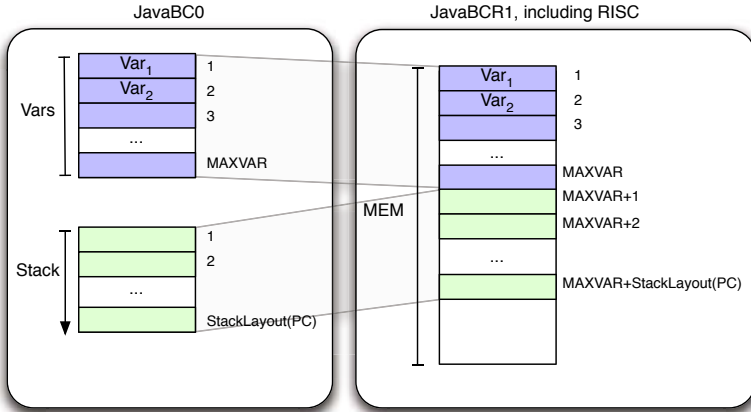 JavaBC0
JavaBCR1, including RISC
Vars
Var1
1
Var2
2
3
...
MAXVAR
Stack
1
2
...
StackLayout(PC)
MEM
Var1
1
Var2
2
3
...
MAXVAR
MAXVAR+1
MAXVAR+2
...
MAXVAR+StackLayout(PC)